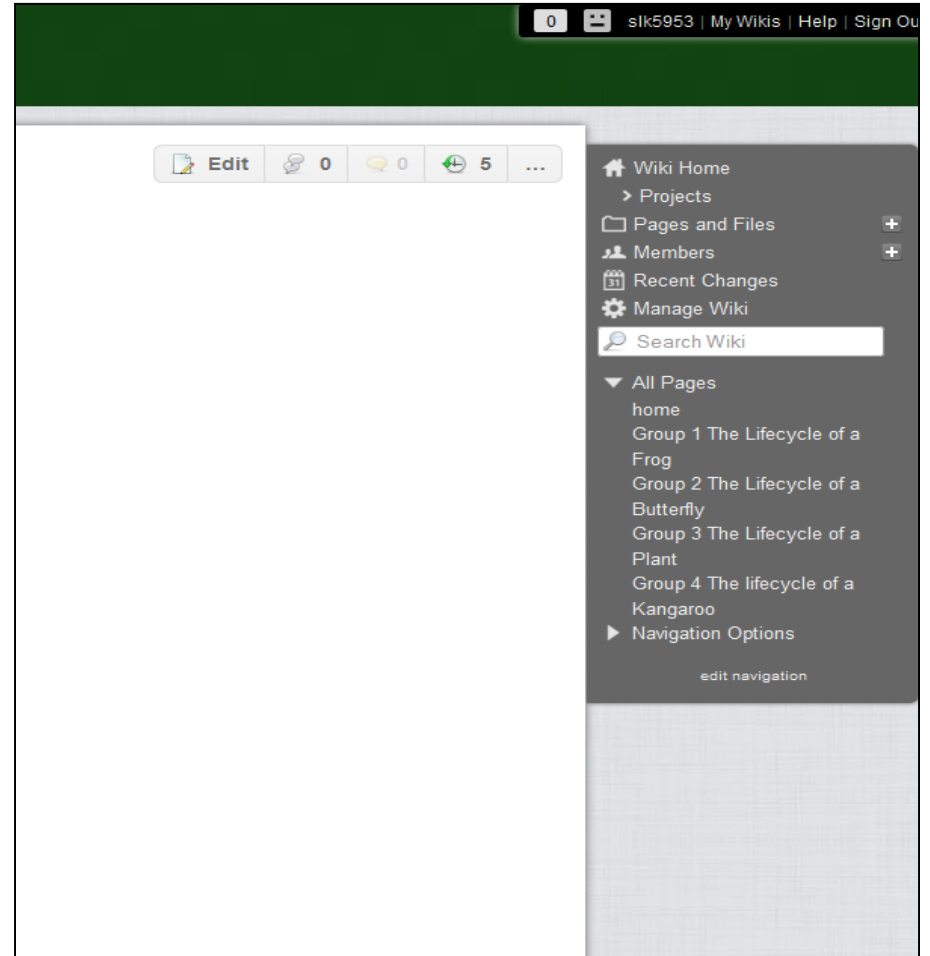 0 slk5953 | My Wikis | Help | Sign Ou
Edit 0 0 5 ...
Wiki Home
> Projects
Pages and Files +
Members +
31 Recent Changes
Manage Wiki
Search Wiki
All Pages
home
Group 1 The Lifecycle of a
Frog
Group 2 The Lifecycle of a
Butterfly
Group 3 The Lifecycle of a
Plant
Group 4 The lifecycle of a
Kangaroo
Navigation Options
edit navigation